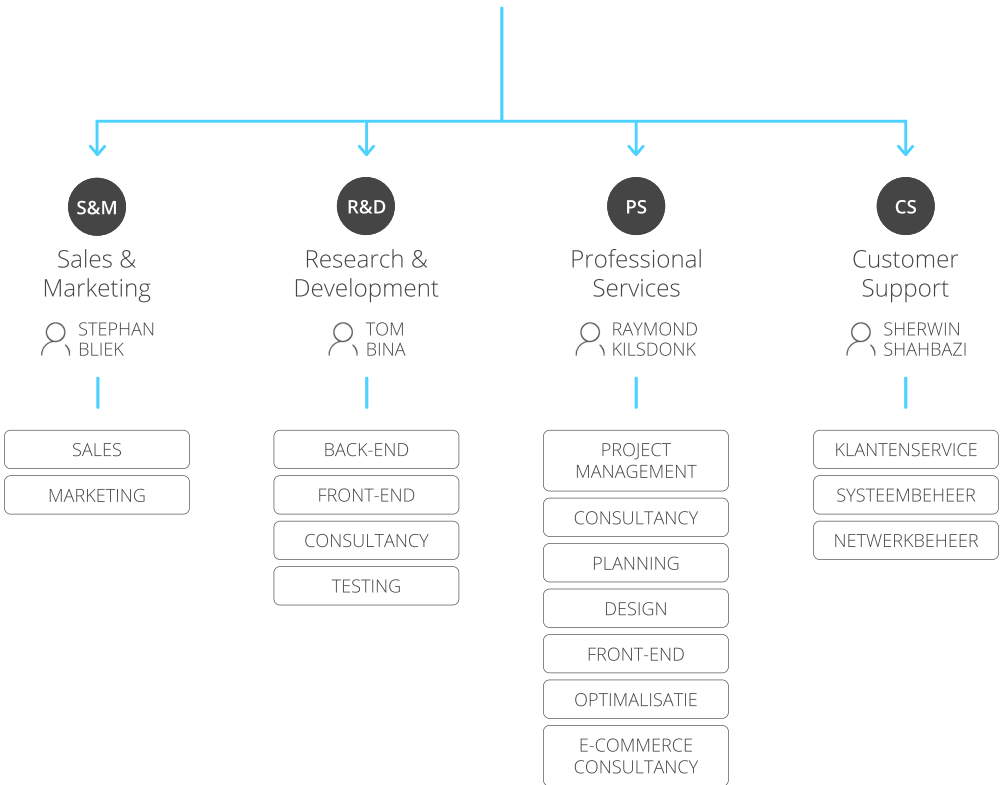 S&M
Sales &
Marketing
STEPHAN
BLIEK
SALES
MARKETING
R&D
Research &
Development
TOM
BINA
BACK-END
FRONT-END
CONSULTANCY
TESTING
PS
Professional
Services
RAYMOND
KILSDONK
PROJECT
MANAGEMENT
CONSULTANCY
PLANNING
DESIGN
FRONT-END
OPTIMALISATIE
E-COMMERCE
CONSULTANCY
CS
Customer
Support
SHERWIN
SHAHBAZI
KLANTENSERVICE
SYSTEEMBEHEER
NETWERKBEHEER